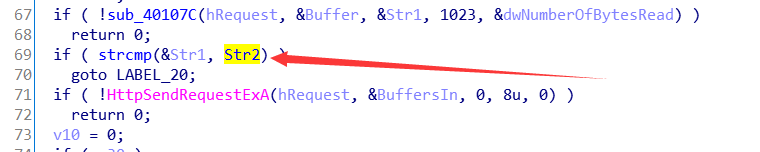 67 if ( !sub_40107C(hRequest, &Buffer, &Str1, 1023, &dwNumberOfBytesRead) )
68 return 0;
69 if ( strcmp(&Str1, Str2) )
70 goto LABEL_20;
71 if ( !HttpSendRequestExA(hRequest, &BuffersIn, 0, 8u, 0) )
72 return 0;
73 v10 = 0;